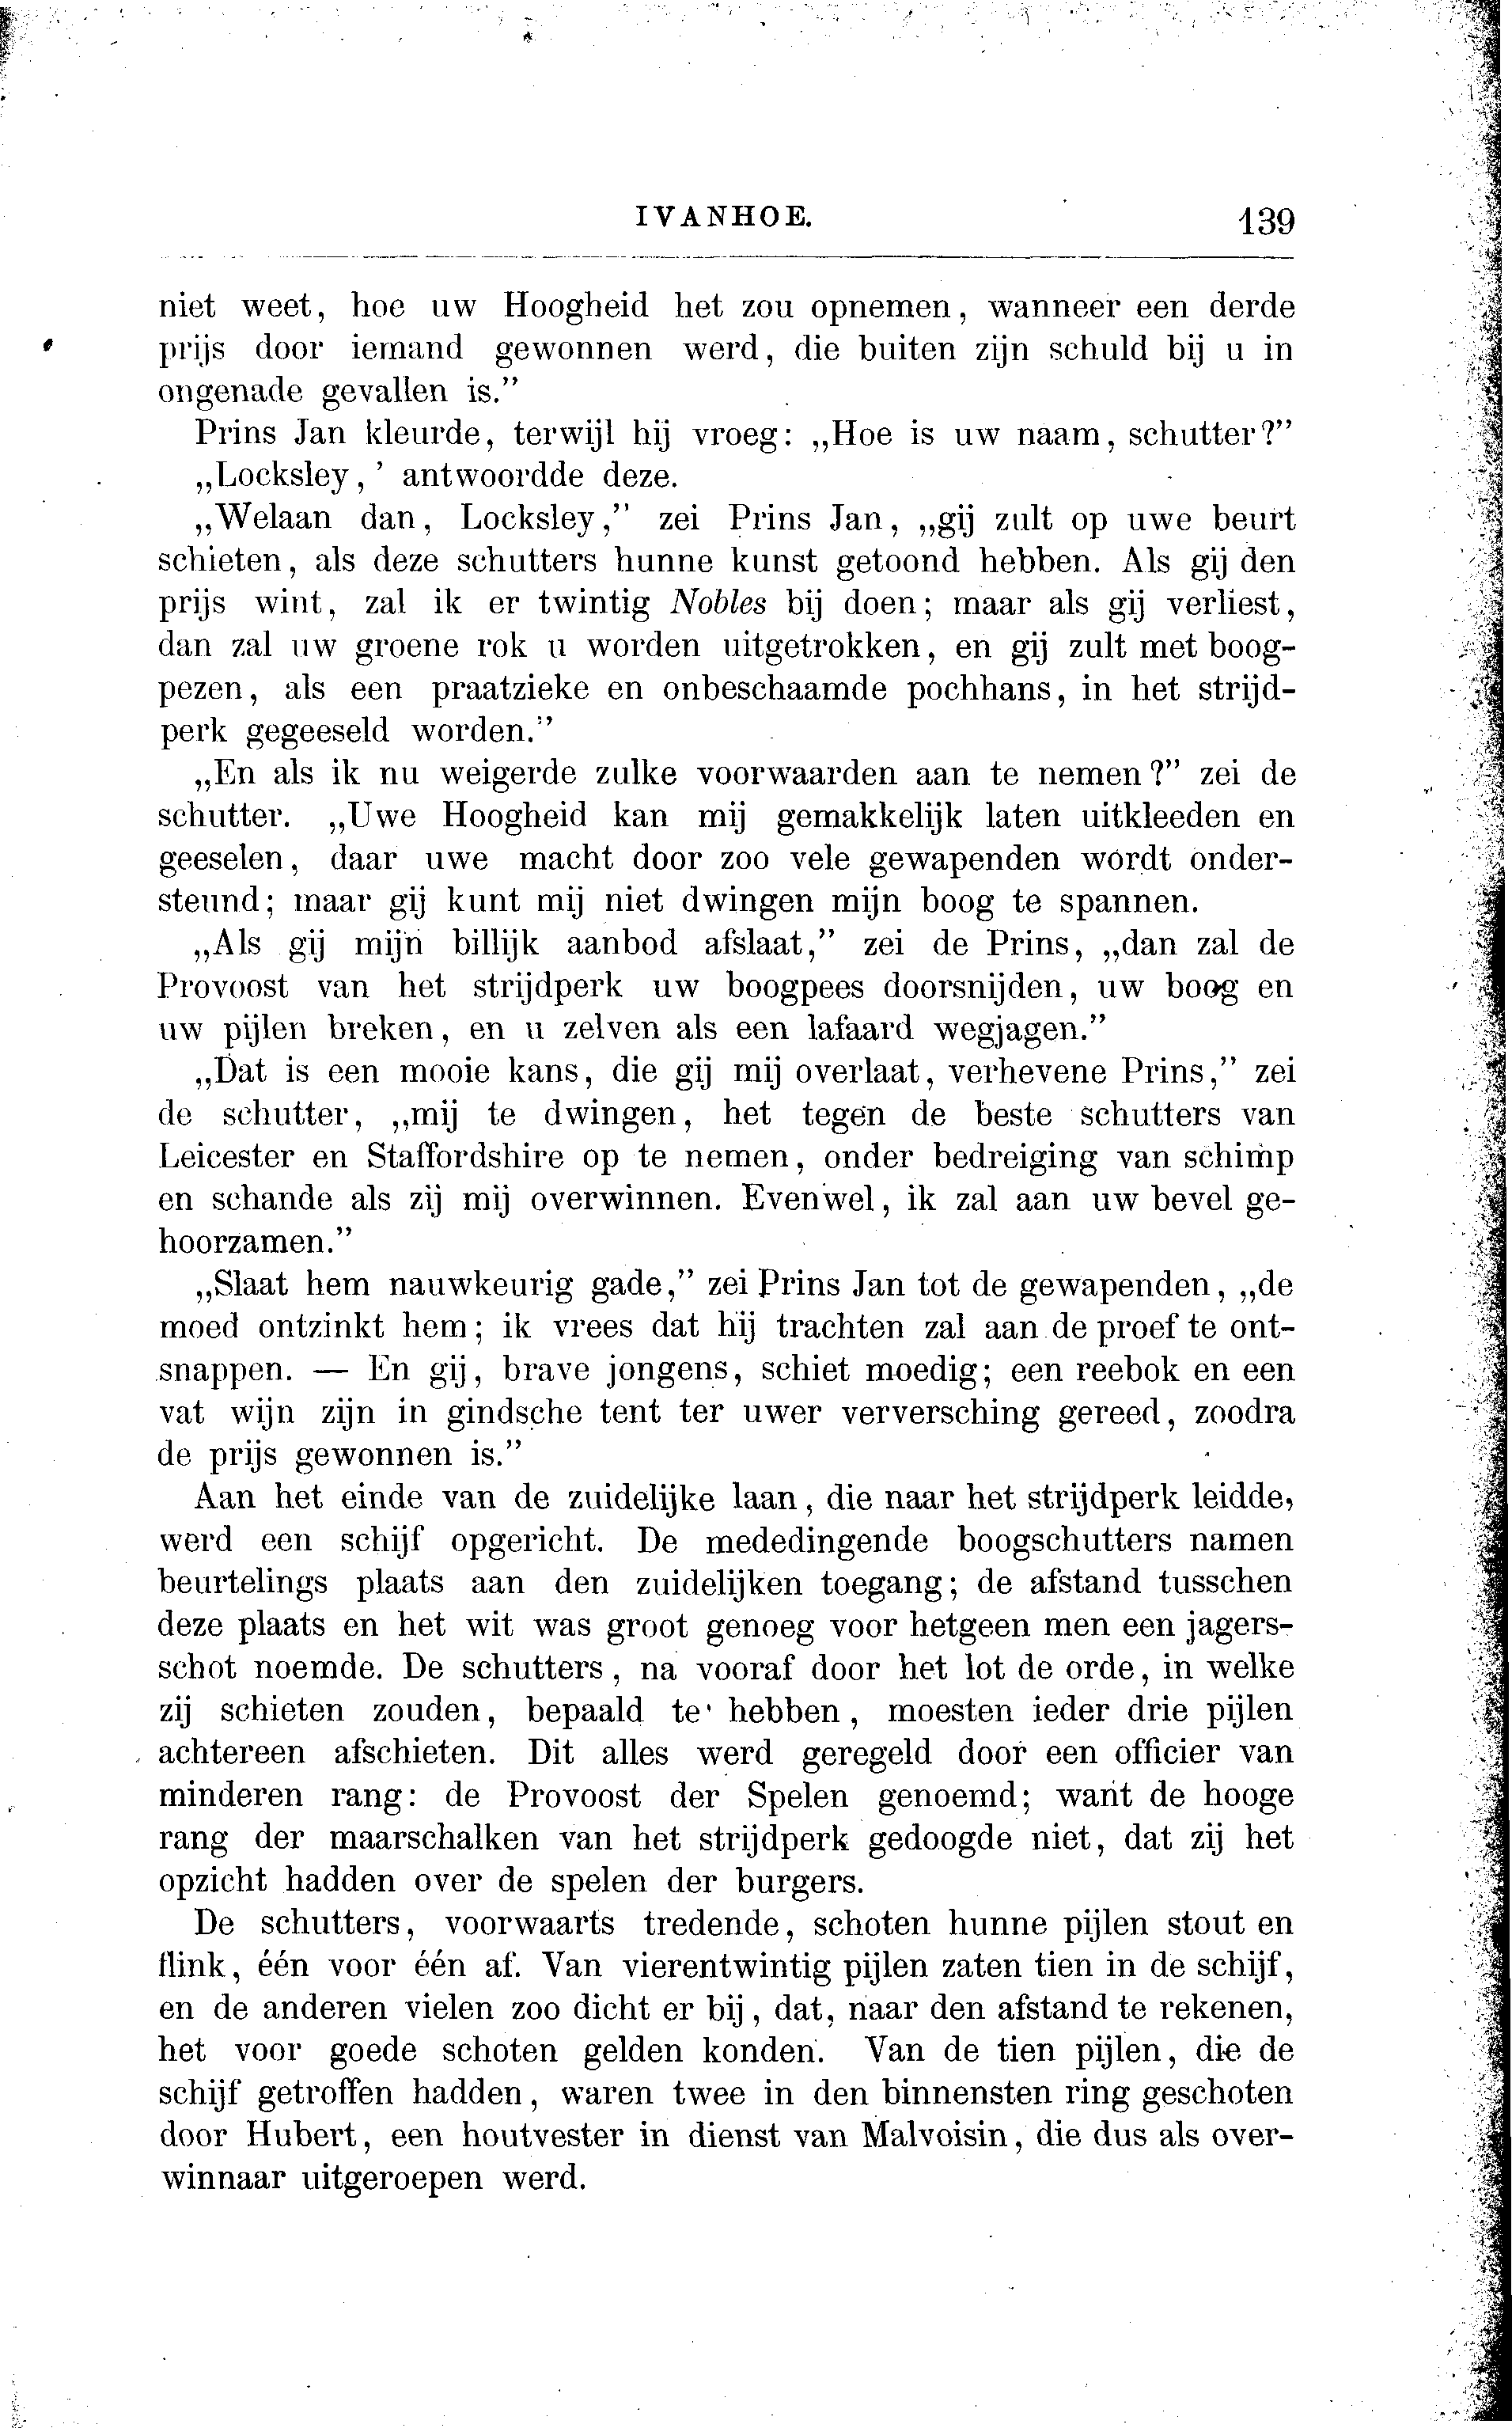 IVANHOE. 139
niet weet, hoe uw Hoogheid het zou opnemen, wanneer een derde
prijs door iemand gewonnen werd, die buiten zijn schuld bij u in
ongenade gevallen is.”
Prins Jan kleurde, terwijl hij vroeg: „Hoe is uw naam, schutter?”
„Locksley,’ antwoordde deze.
„Welaan dan, Locksley,” zei Prins Jan, „gij zult op uwe beurt
schieten, als deze schutters hunne kunst getoond hebben. Als gij den
prijs wint, zal ik er twintig Nobles bij doen; maar als gij verliest,
dan zal uw groene rok u worden uitgetrokken, en gij zult met boog-
pezen, als een praatzieke en onbeschaamde pochhans, in het strijd-
perk gegeeseld worden.”
„En als ik nu weigerde zulke voorwaarden aan te nemen?” zei de
schutter. „Uwe Hoogheid kan mij gemakkelijk laten uitkleeden en
geeselen, daar uwe macht door zoo vele gewapenden wordt onder-
steund; maar gij kunt mij niet dwingen mijn boog te spannen.
„Als gij mijn billijk aanbod afslaat,” zei de Prins, „dan zal de
Provoost van het strijdperk uw boogpees doorsnijden, uw boog en
uw pijlen breken, en u zelven als een lafaard wegjagen.”
„Dat is een mooie kans, die gij mij overlaat, verhevene Prins,” zei
de schutter, „mij te dwingen, het tegen de beste schutters van
Leicester en Staffordshire op te nemen, onder bedreiging van schimp
en schande als zij mij overwinnen. Evenwel, ik zal aan uw bevel ge-
hoorzamen.”
„Slaat hem nauwkeurig gade,” zei Prins Jan tot de gewapenden, „de
moed ontzinkt hem; ik vrees dat hij trachten zal aan de proef te ont-
snappen. — En gij, brave jongens, schiet moedig; een reebok en een
vat wijn zijn in gindsche tent ter uwer verversching gereed, zoodra
de prijs gewonnen is.”
Aan het einde van de zuidelijke laan, die naar het strijdperk leidde,
werd een schijf opgericht. De mededingende boogschutters namen
beurtelings plaats aan den zuidelijken toegang; de afstand tusschen
deze plaats en het wit was groot genoeg voor hetgeen men een jagers-
schot noemde. De schutters, na vooraf door het lot de orde, in welke
zij schieten zouden, bepaald te hebben, moesten ieder drie pijlen
achtereen afschieten. Dit alles werd geregeld door een officier van
minderen rang: de Provoost der Spelen genoemd; want de hooge
rang der maarschalken van het strijdperk gedoogde niet, dat zij het
opzicht hadden over de spelen der burgers.
De schutters, voorwaarts tredende, schoten hunne pijlen stout en
flink, één voor één af. Van vierentwintig pijlen zaten tien in de schijf,
en de anderen vielen zoo dicht er bij, dat, naar den afstand te rekenen,
het voor goede schoten gelden konden. Van de tien pijlen, die de
schijf getroffen hadden, waren twee in den binnensten ring geschoten
door Hubert, een houtvester in dienst van Malvoisin, die dus als over-
winnaar uitgeroepen werd.